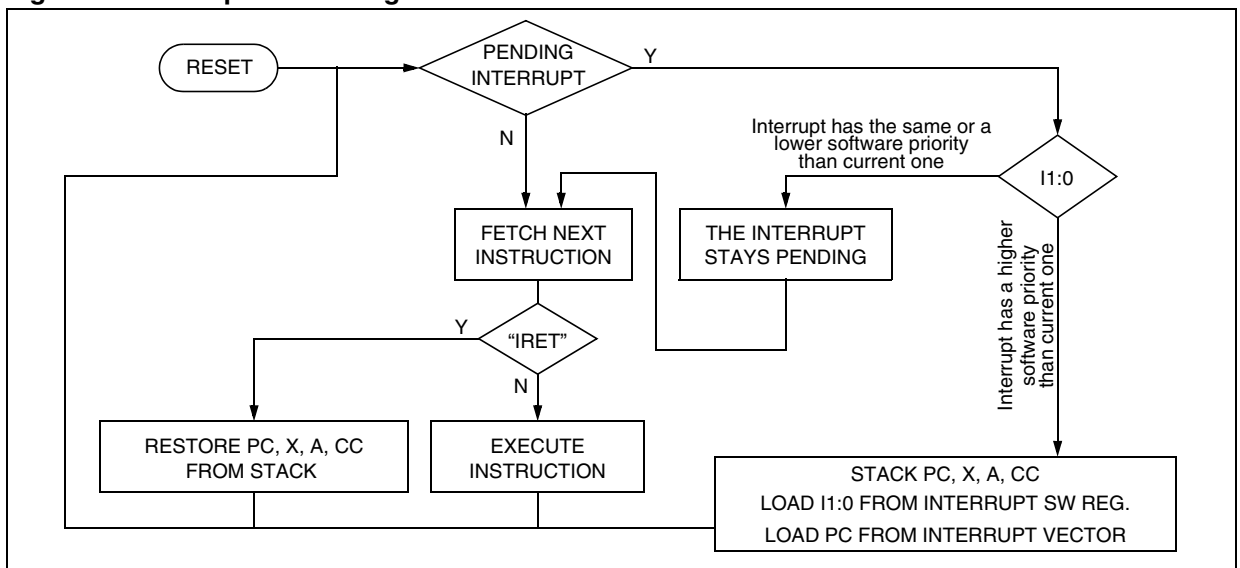 RESET
PENDING
INTERRUPT
Y
N
Interrupt has the same or a
lower software priority
than current one
I1:0
FETCH NEXT
INSTRUCTION
THE INTERRUPT
STAYS PENDING
Interrupt has a higher
software priority
than current one
Y
“IRET”
N
RESTORE PC, X, A, CC
FROM STACK
EXECUTE
INSTRUCTION
STACK PC, X, A, CC
LOAD I1:0 FROM INTERRUPT SW REG.
LOAD PC FROM INTERRUPT VECTOR